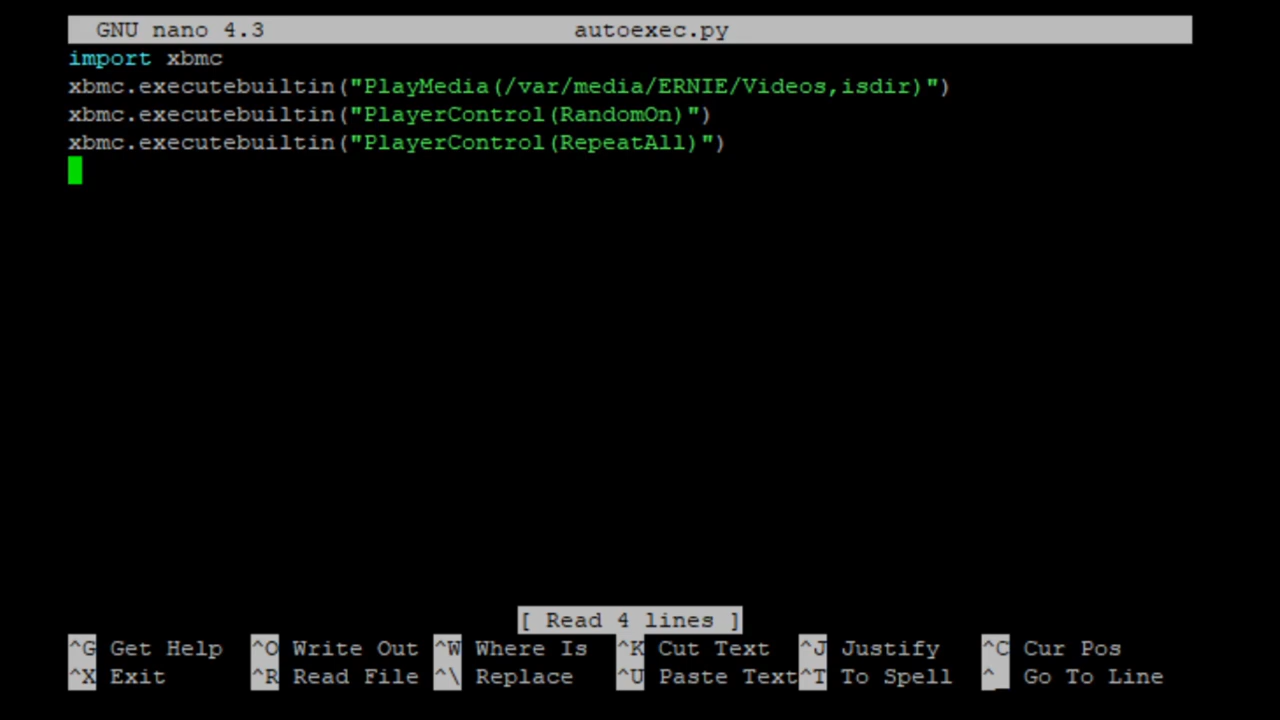 GNU nano 4.3 autoexec.py
import xbmc
xbmc.executebuiltin("PlayMedia(/var/media/ERNIE/Videos,isdir)")
xbmc.executebuiltin("PlayerControl(RandomOn)")
xbmc.executebuiltin("PlayerControl(RepeatAll)")
[ Read 4 lines ]
^G Get Help ^O Write Out ^W Where Is ^K Cut Text ^J Justify ^C Cur Pos
^X Exit ^R Read File ^\ Replace ^U Paste Text ^T To Spell ^_ Go To Line